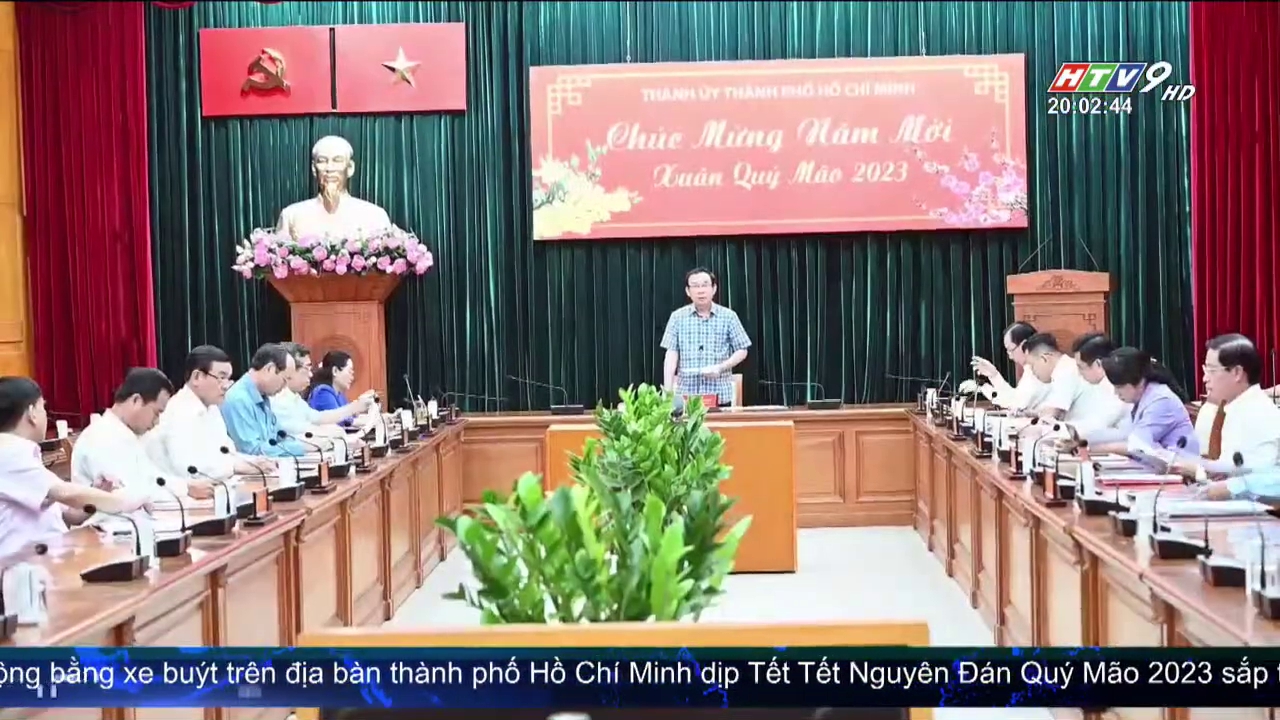 THÀNH ỦY THÀNH PHỐ HỒ CHÍ MINH
Chúc Mừng Năm Mới
Xuân Quý Mão 2023
HTV9 HD
20:02:44
ộng bằng xe buýt trên địa bàn thành phố Hồ Chí Minh dịp Tết Tết Nguyên Đán Quý Mão 2023 sắp